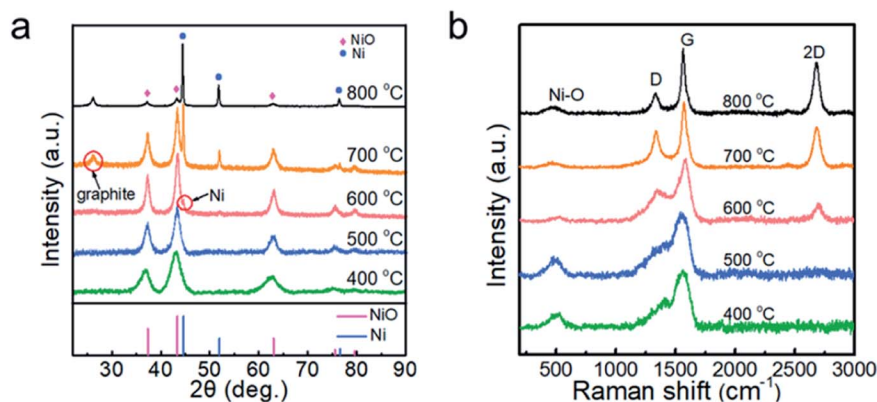 a
NiO
Ni
800 °C
700 °C
graphite
Ni
600 °C
500 °C
400 °C
NiO
Ni
Intensity (a.u.)
30 40 50 60 70 80 90
2θ (deg.)
b
G
2D
D
Ni-O
800 °C
700 °C
600 °C
500 °C
400 °C
Intensity (a.u.)
500 1000 1500 2000 2500 3000
Raman shift (cm⁻¹)